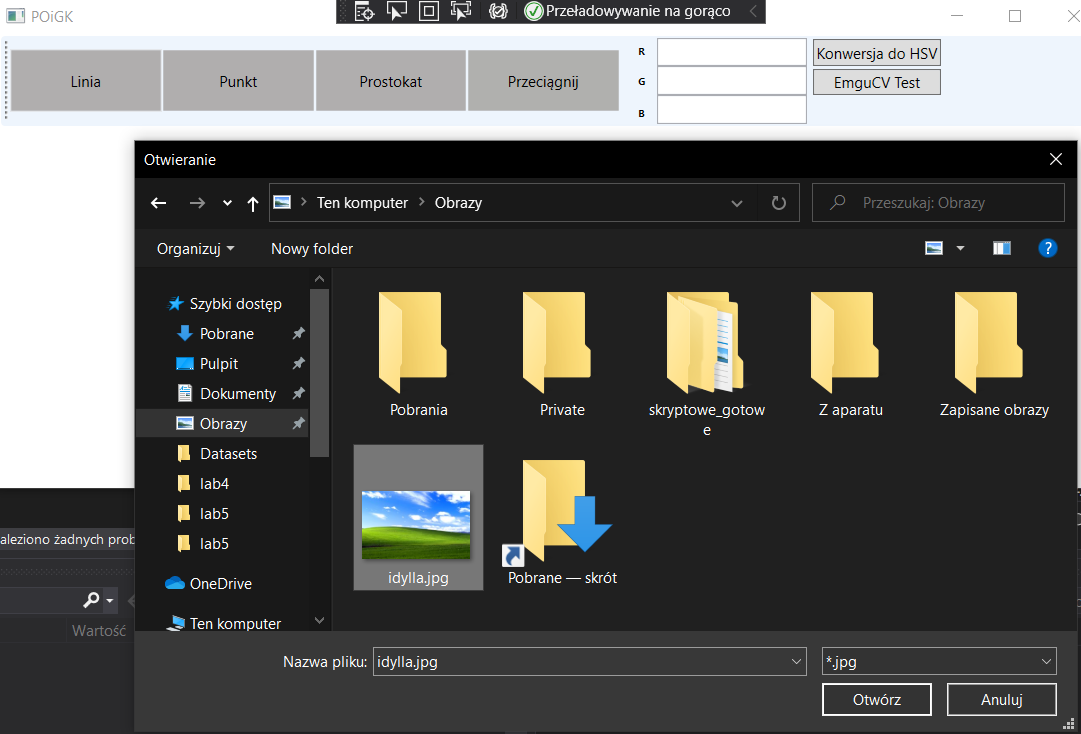 POiGK
Przeładowywanie na gorąco
Linia
Punkt
Prostokat
Przeciągnij
R
G
B
Konwersja do HSV
EmguCV Test
Otwieranie
Ten komputer
Obrazy
Przeszukaj: Obrazy
Organizuj
Nowy folder
Szybki dostęp
Pobrane
Pulpit
Dokumenty
Obrazy
Datasets
lab4
lab5
lab5
OneDrive
Ten komputer
Pobrania
Private
skryptowe_gotow
e
Z aparatu
Zapisane obrazy
idylla.jpg
Pobrane — skrót
aleziono żadnych prob
Wartość
Nazwa pliku:
idylla.jpg
*.jpg
Otwórz
Anuluj